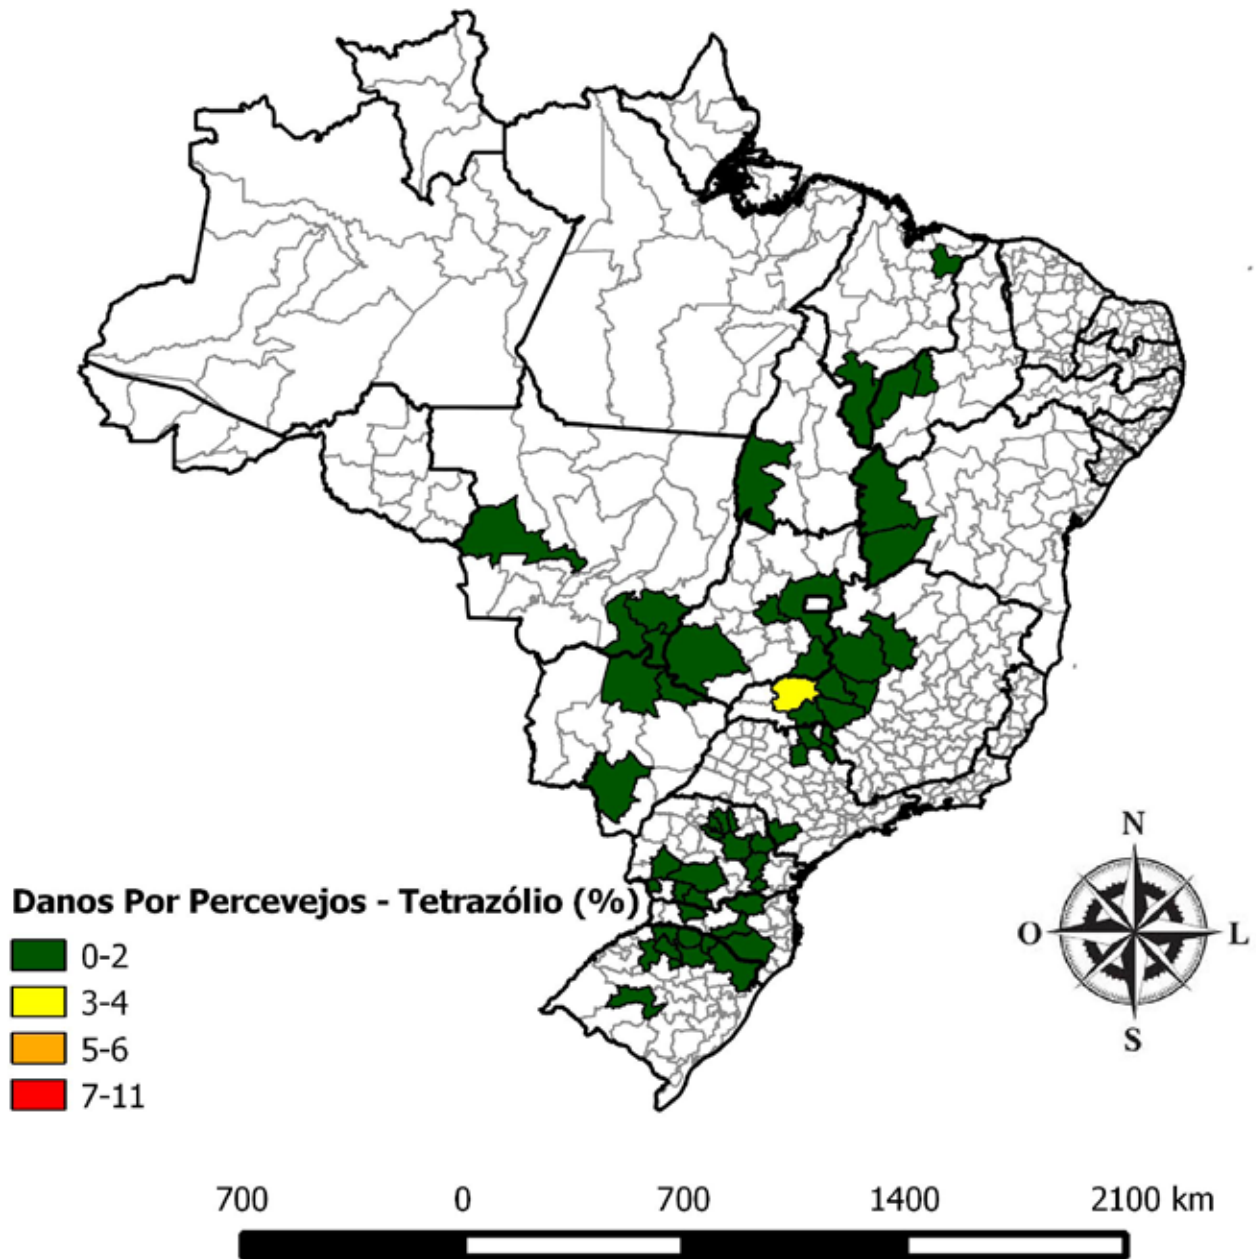 N
O
L
S
Danos Por Percevejos - Tetrazólio (%)
0-2
3-4
5-6
7-11
700 0 700 1400 2100 km